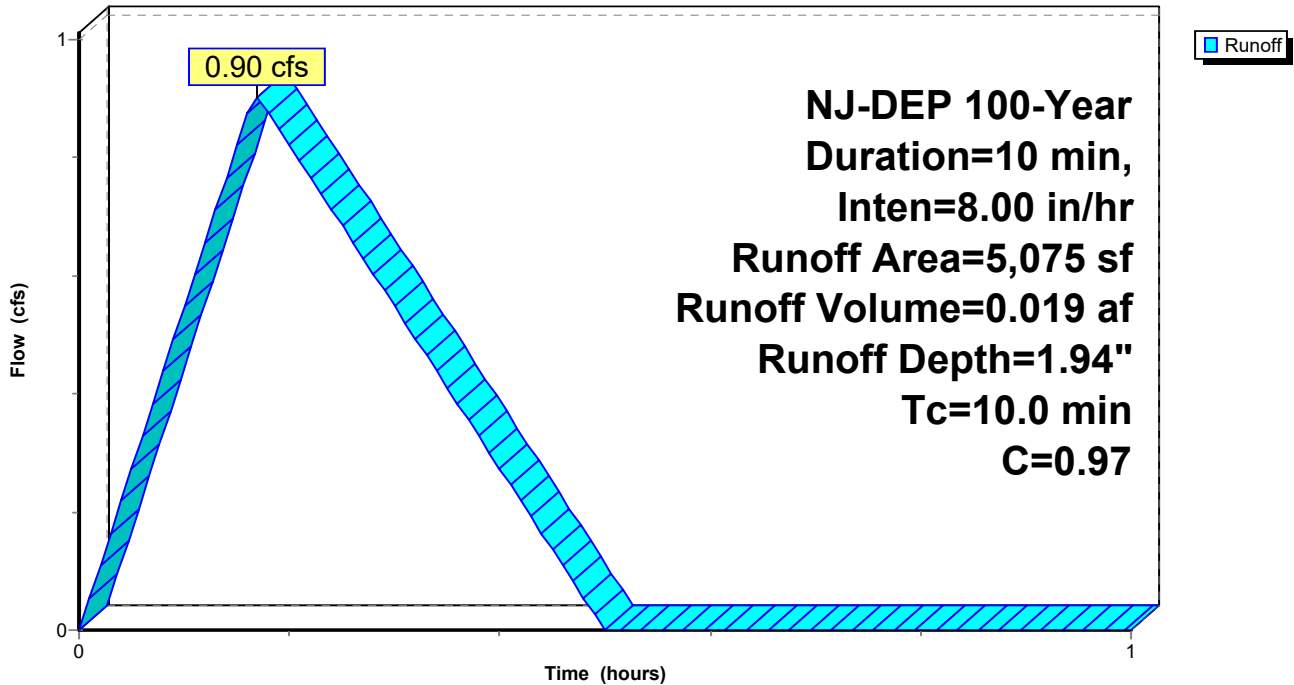 1
0.90 cfs
Runoff
NJ-DEP 100-Year
Duration=10 min,
Inten=8.00 in/hr
Runoff Area=5,075 sf
Runoff Volume=0.019 af
Runoff Depth=1.94"
Tc=10.0 min
C=0.97
Flow (cfs)
0
0
1
Time (hours)